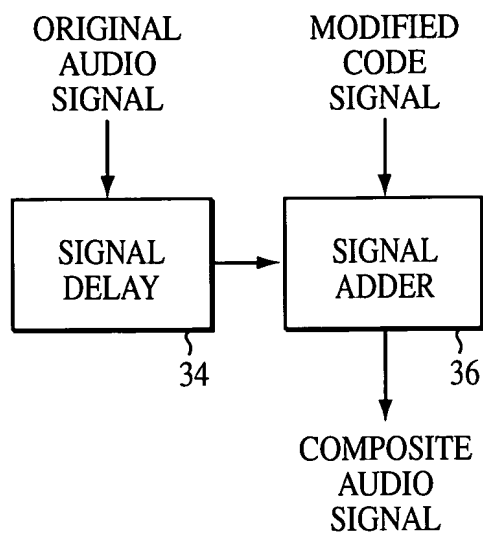 ORIGINAL
AUDIO
SIGNAL
MODIFIED
CODE
SIGNAL
SIGNAL
DELAY
SIGNAL
ADDER
34
36
COMPOSITE
AUDIO
SIGNAL